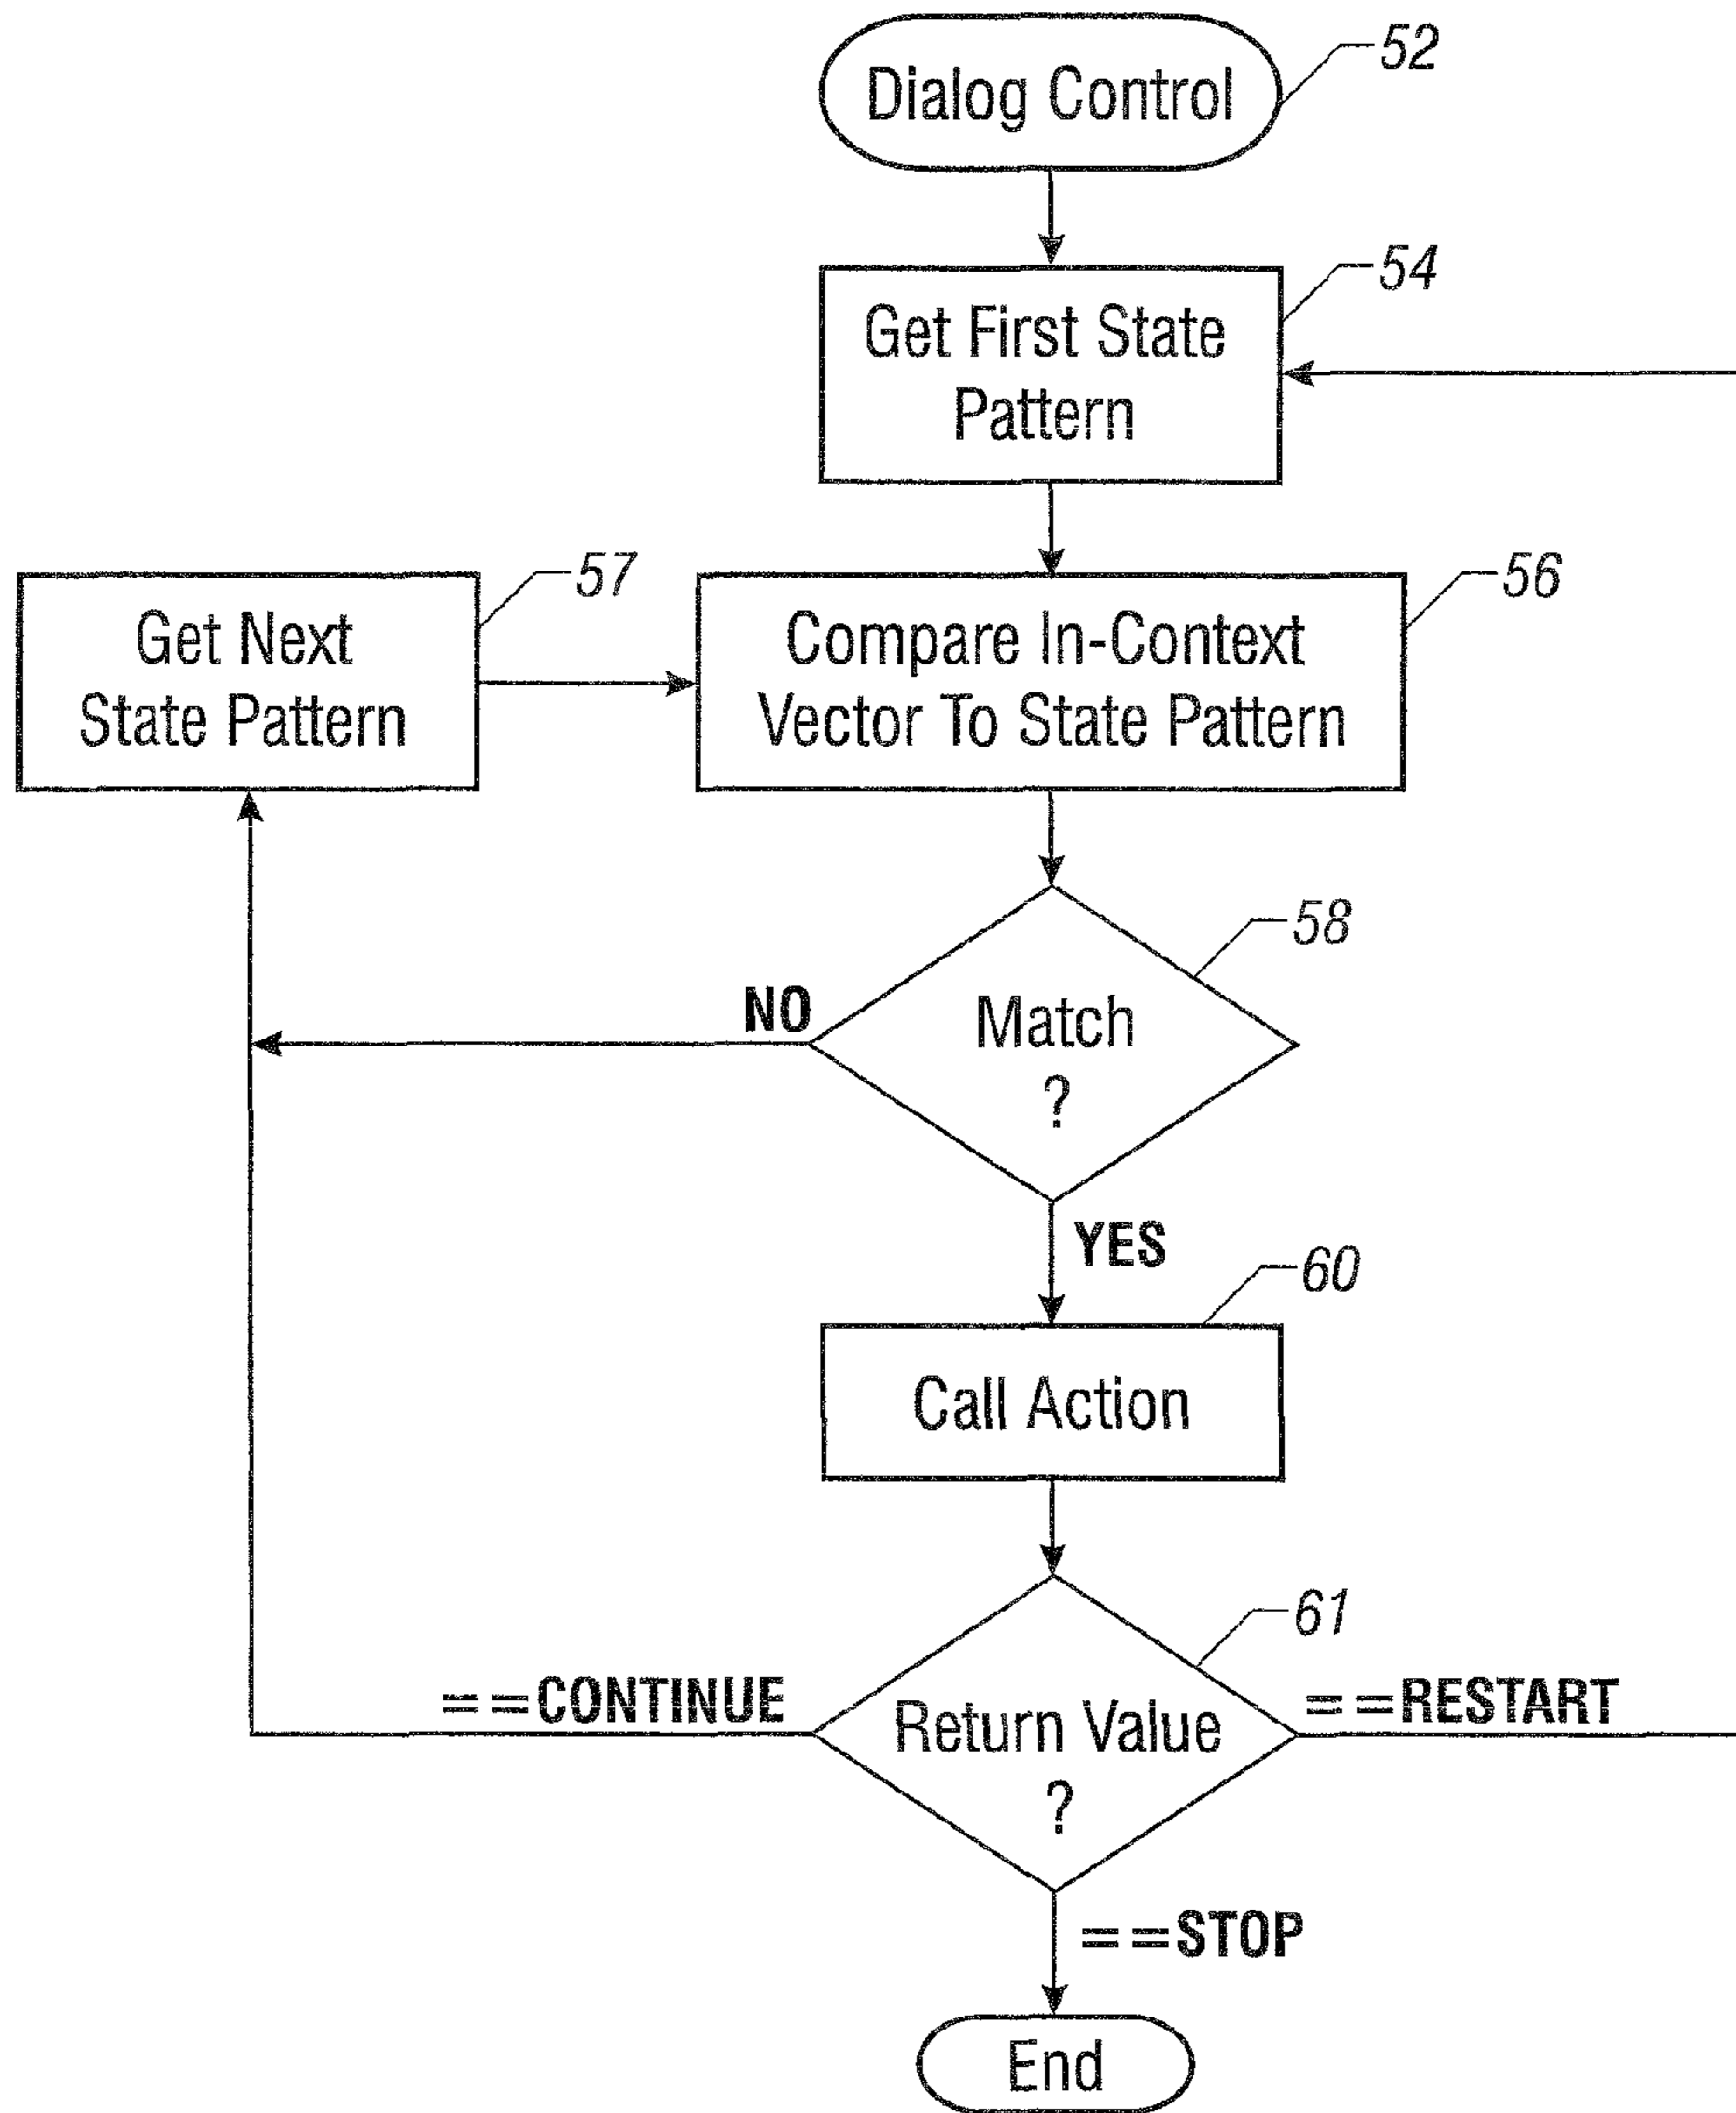 Dialog Control
52
Get First State
Pattern
54
Get Next
State Pattern
57
Compare In-Context
Vector To State Pattern
56
Match
?
58
NO
YES
Call Action
60
Return Value
?
61
==CONTINUE
==RESTART
==STOP
End